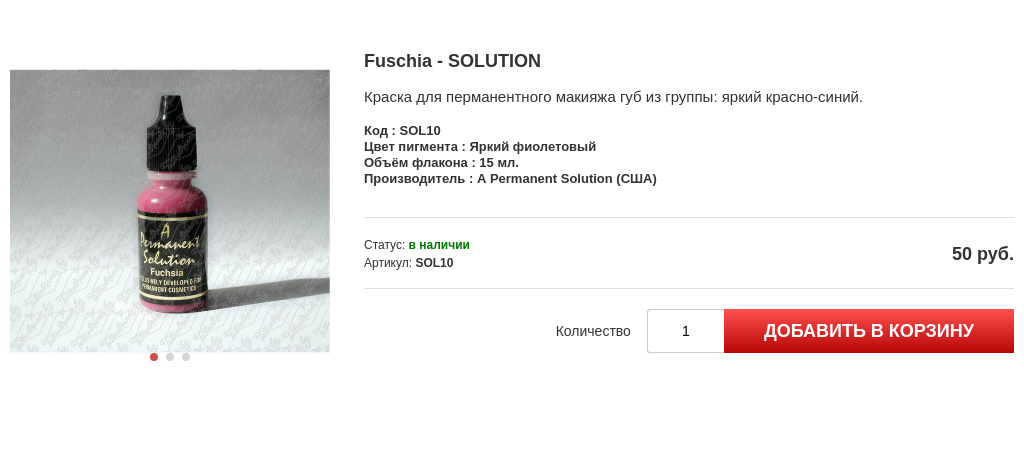 Fuschia - SOLUTION
Краска для перманентного макияжа губ из группы: яркий красно-синий.
Код : SOL10
Цвет пигмента : Яркий фиолетовый
Объём флакона : 15 мл.
Производитель : A Permanent Solution (США)
A
Permanent
Solution
Fuchsia
DEVELOPED
PERMANENT COSMETICS
Статус: в наличии
Артикул: SOL10
50 руб.
Количество
1
ДОБАВИТЬ В КОРЗИНУ